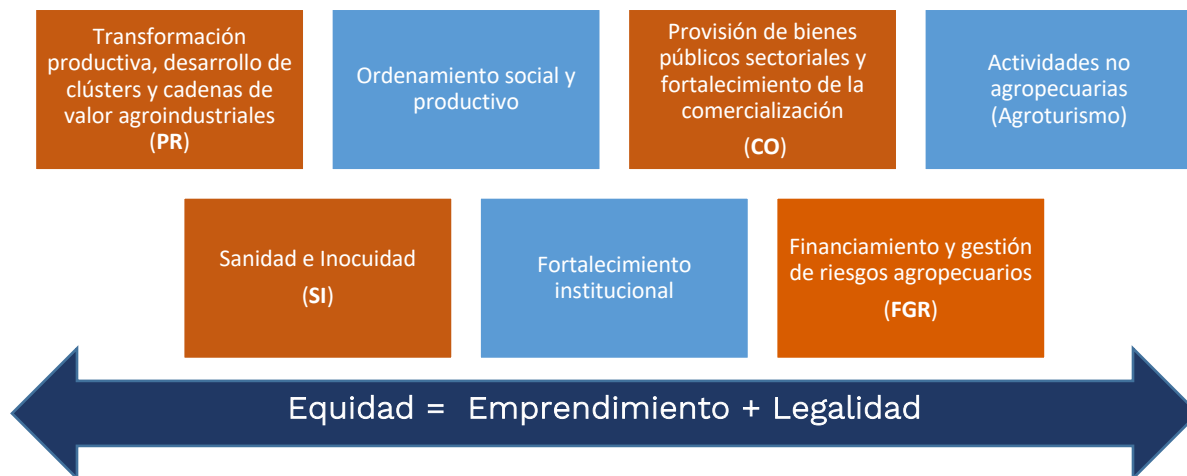 Transformación
productiva, desarrollo de
clústers y cadenas de
valor agroindustriales
(PR)
Ordenamiento social y
productivo
Provisión de bienes
públicos sectoriales y
fortalecimiento de la
comercialización
(CO)
Actividades no
agropecuarias
(Agroturismo)
Sanidad e Inocuidad
(SI)
Fortalecimiento
institucional
Financiamiento y gestión
de riesgos agropecuarios
(FGR)
Equidad = Emprendimiento + Legalidad